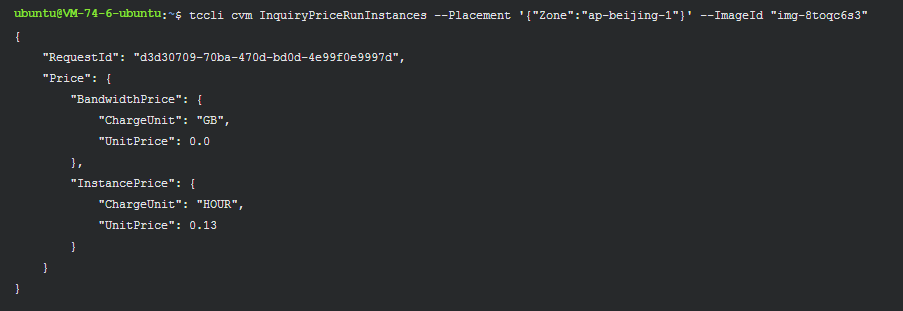 ubuntu@VM-74-6-ubuntu:~$ tccli cvm InquiryPriceRunInstances --Placement '{"Zone":"ap-beijing-1"}' --ImageId "img-8toqc6s3"
{
    "RequestId": "d3d30709-70ba-470d-bd0d-4e99f0e9997d",
    "Price": {
        "BandwidthPrice": {
            "ChargeUnit": "GB",
            "UnitPrice": 0.0
        },
        "InstancePrice": {
            "ChargeUnit": "HOUR",
            "UnitPrice": 0.13
        }
    }
}